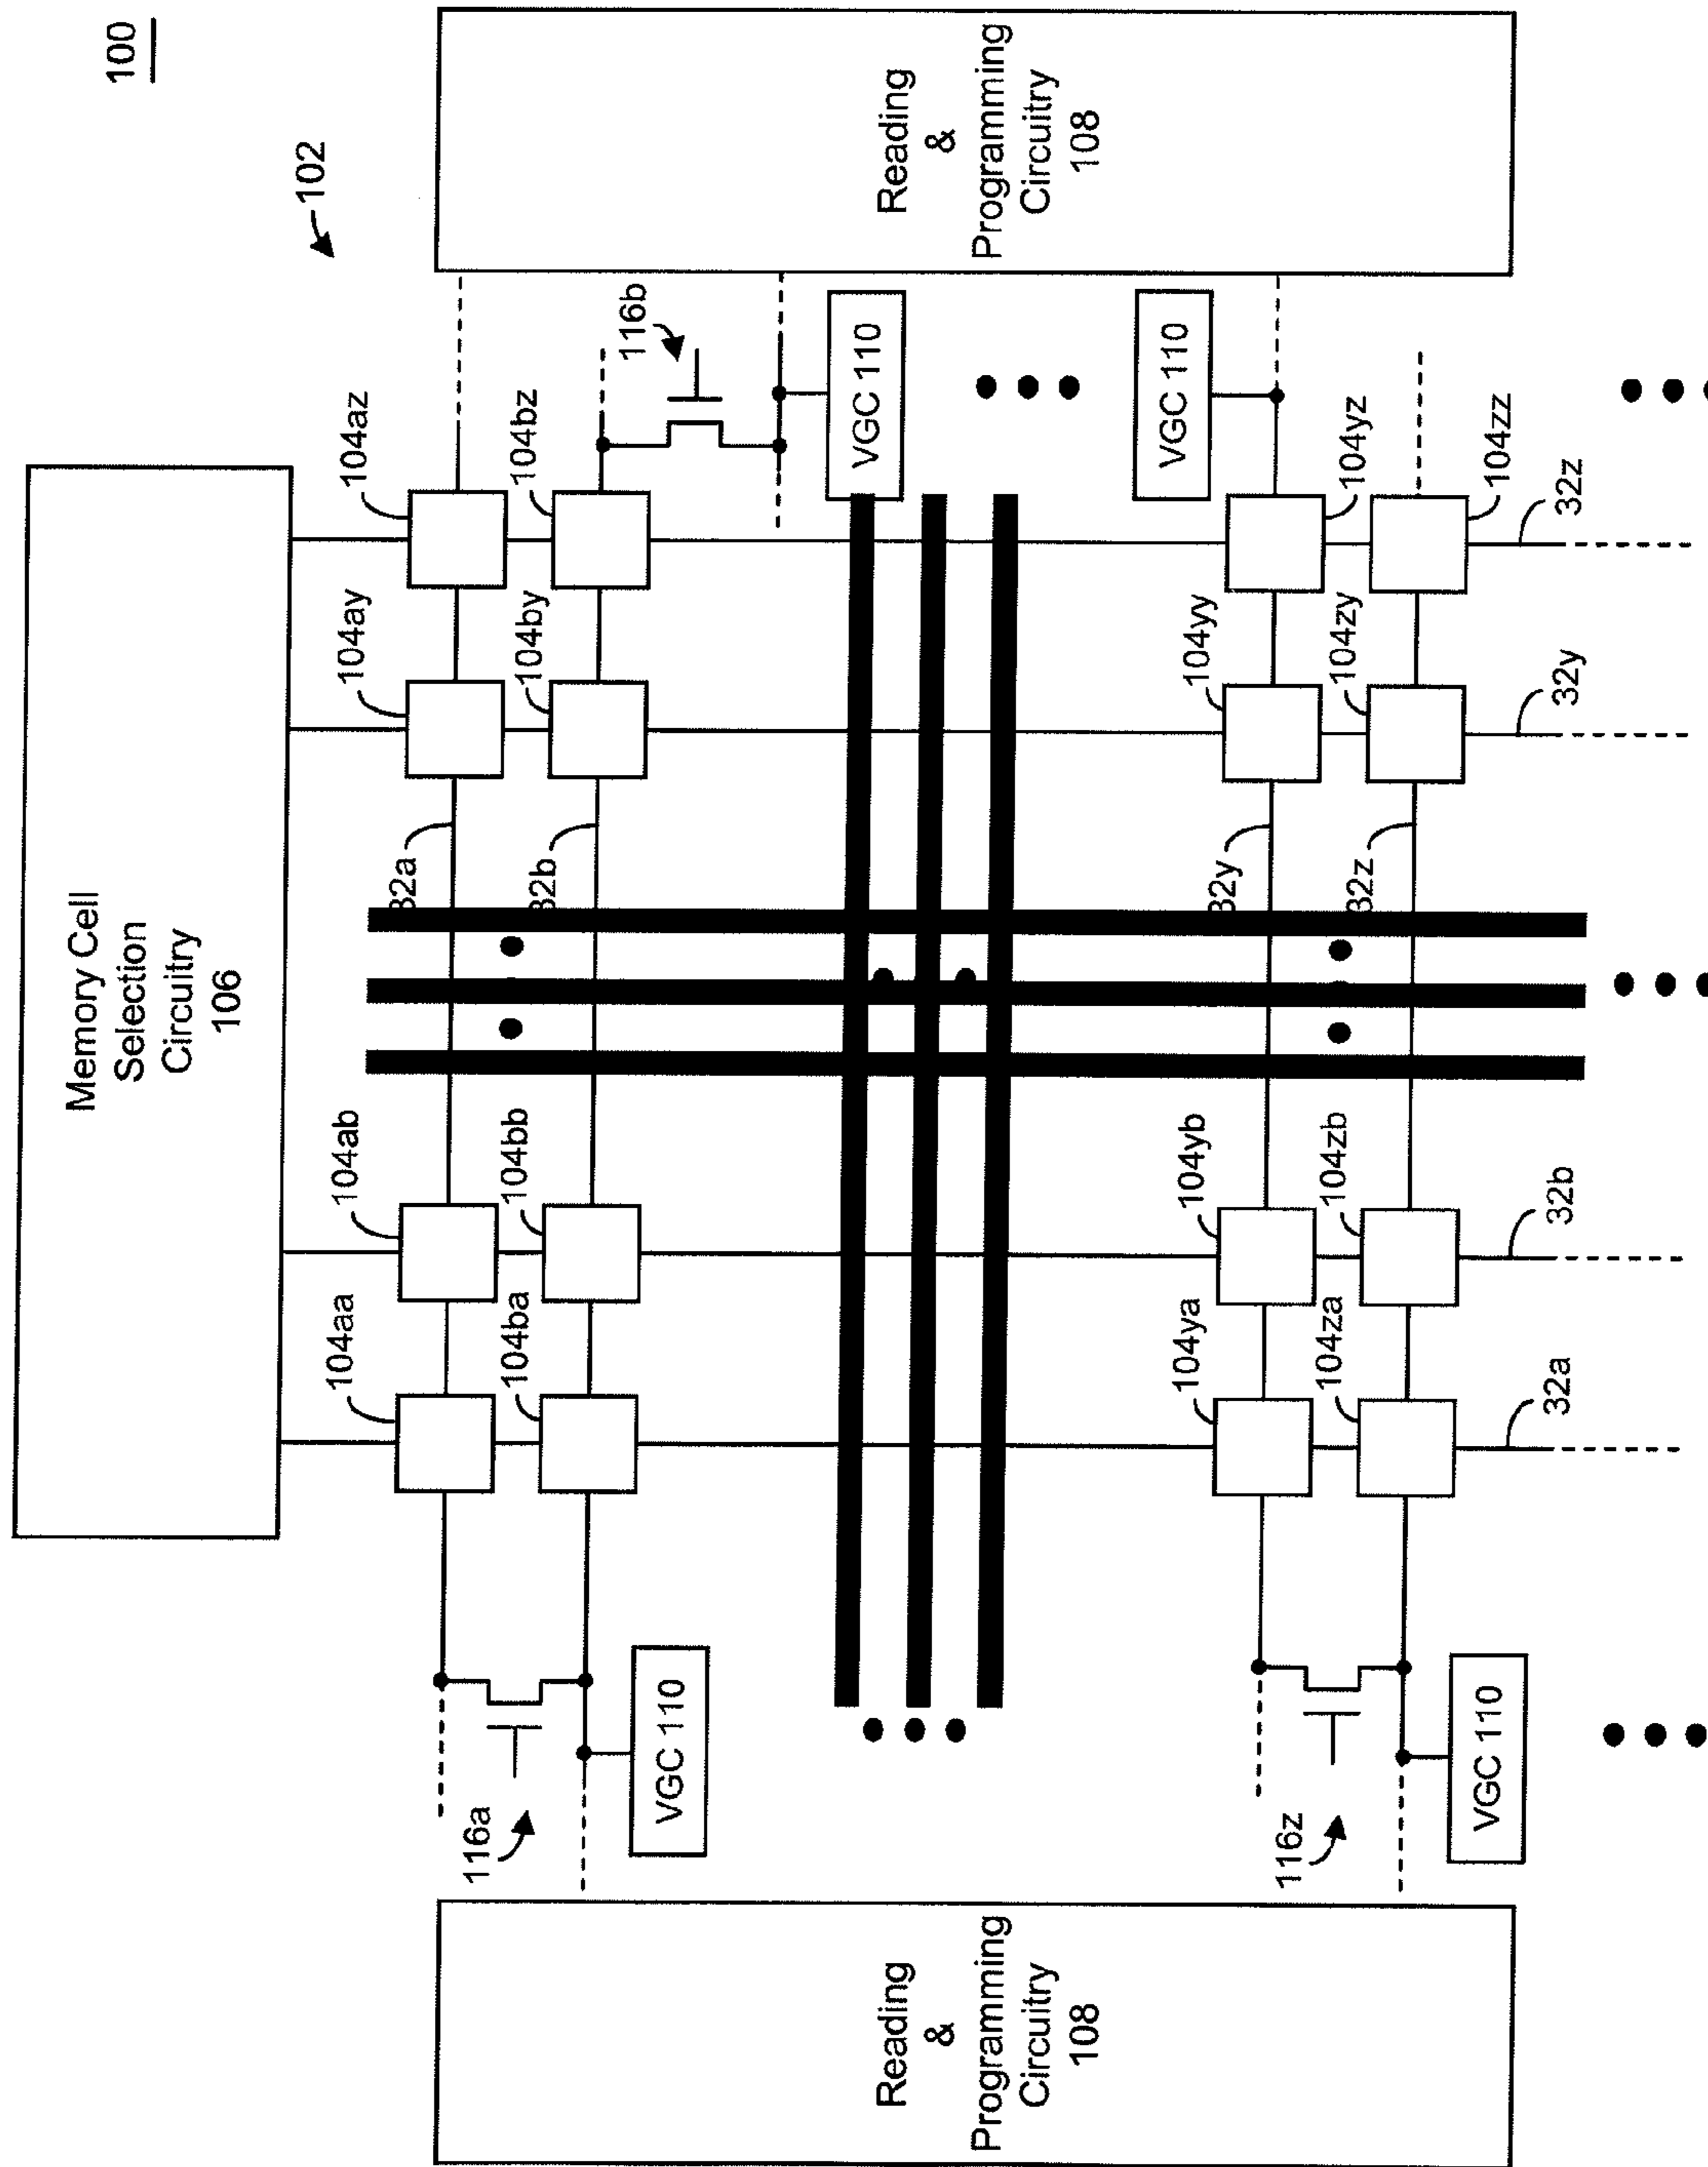 100
Memory Cell
Selection
Circuitry
106
102
104aa
104ab
104ay
104az
32a
116a
104ba
104bb
32b
104by
104bz
116b
VGC 110
VGC 110
Reading
&
Programming
Circuitry
108
Reading
&
Programming
Circuitry
108
VGC 110
104ya
104yb
32y
104yy
104yz
116z
104za
104zb
32z
104zy
104zz
VGC 110
32a
32b
32y
32z